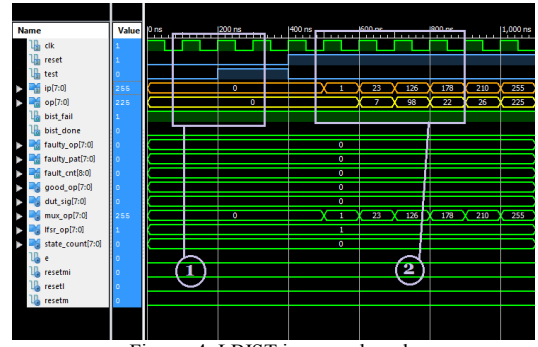 Name Value 0 ns 200 ns 400 ns 600 ns 800 ns 1,000 ns
clk 1
reset 1
test 0
ip[7:0] 255 0 1 23 126 178 210 255
op[7:0] 225 0 7 98 22 26 225
bist_fail 1
bist_done 0
faulty_op[7:0] 0 0
faulty_pat[7:0] 0 0
fault_cnt[8:0] 0 0
good_op[7:0] 0 0
dut_sig[7:0] 0 0
mux_op[7:0] 255 0 1 23 126 178 210 255
lfsr_op[7:0] 1 1
state_count[7:0] 0 0
e 0
resetmi 0
resetl 0
resetm 0
1 2